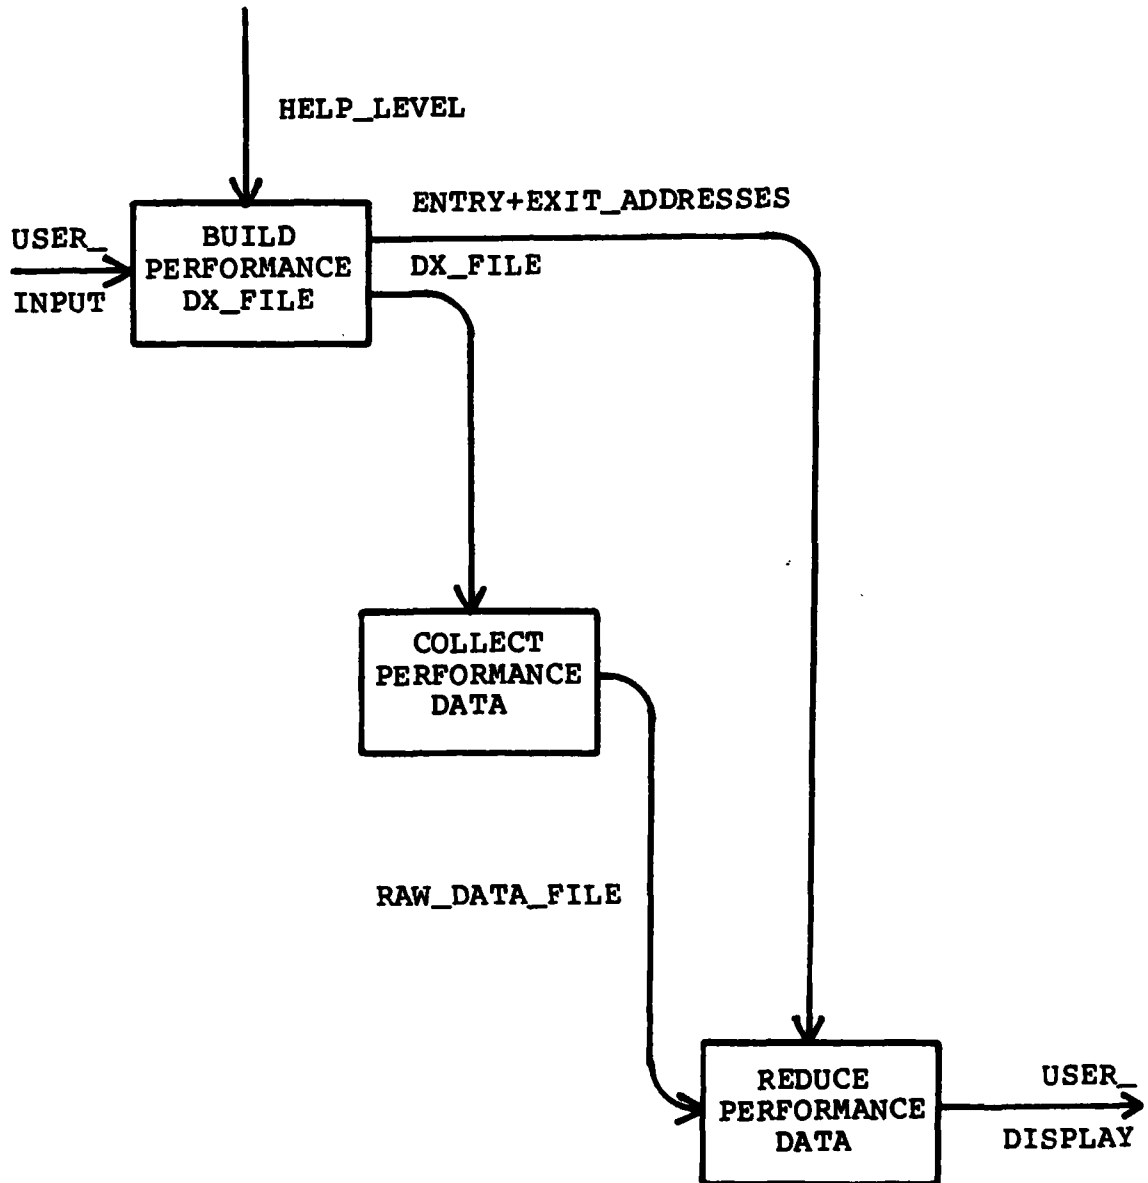 HELP_LEVEL
ENTRY+EXIT_ADDRESSES
USER_
INPUT
BUILD
PERFORMANCE
DX_FILE
DX_FILE
COLLECT
PERFORMANCE
DATA
RAW_DATA_FILE
REDUCE
PERFORMANCE
DATA
USER_
DISPLAY